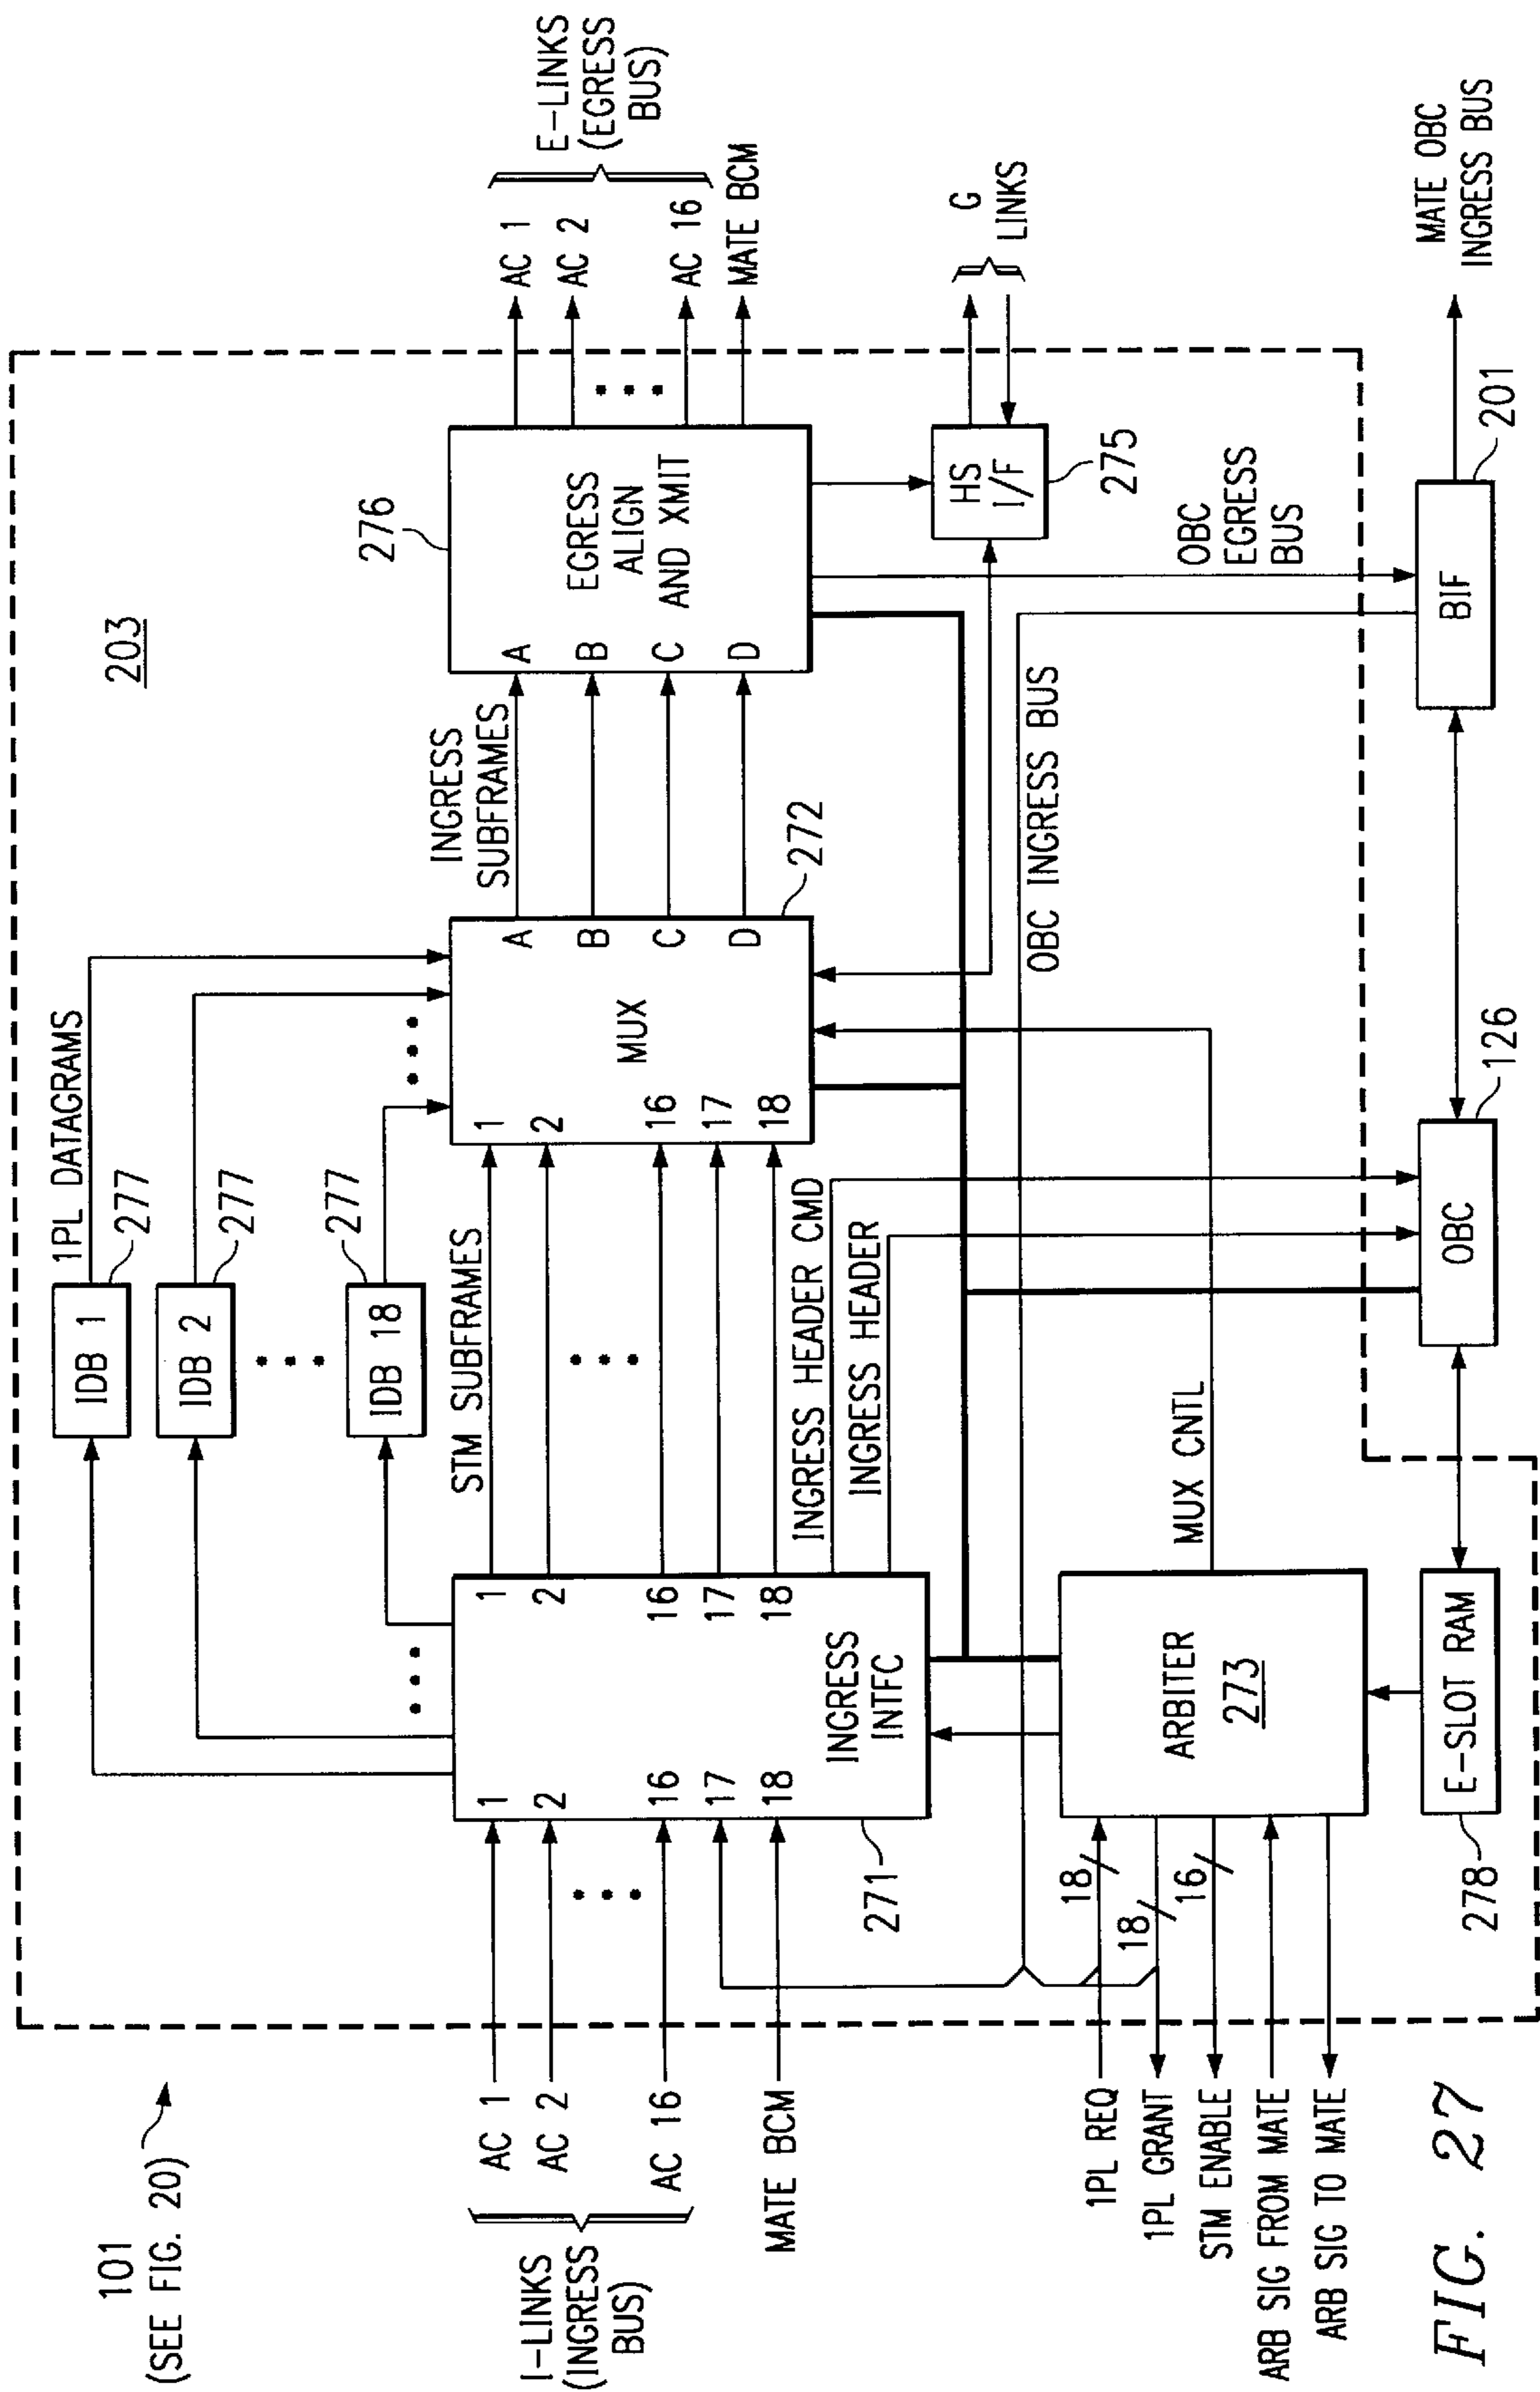 101
(SEE FIG. 20)
203
IDB 1
277
1PL DATAGRAMS
IDB 2
277
IDB 18
277
I-LINKS
(INGRESS
BUS)
AC 1
AC 2
AC 16
MATE BCM
1
2
16
17
18
1
2
16
17
18
INGRESS
INTFC
271
STM SUBFRAMES
INGRESS HEADER CMD
INGRESS HEADER
1
2
16
17
18
MUX
A
B
C
D
272
INGRESS
SUBFRAMES
A
B
C
D
EGRESS
ALIGN
AND XMIT
276
AC 1
AC 2
AC 16
MATE BCM
E-LINKS
(EGRESS
BUS)
HS
I/F
275
G
LINKS
OBC INGRESS BUS
OBC
EGRESS
BUS
1PL REQ
1PL GRANT
STM ENABLE
ARB SIG FROM MATE
ARB SIG TO MATE
18
18
16
ARBITER
273
MUX CNTL
E-SLOT RAM
278
OBC
126
BIF
201
MATE OBC
INGRESS BUS
FIG. 27